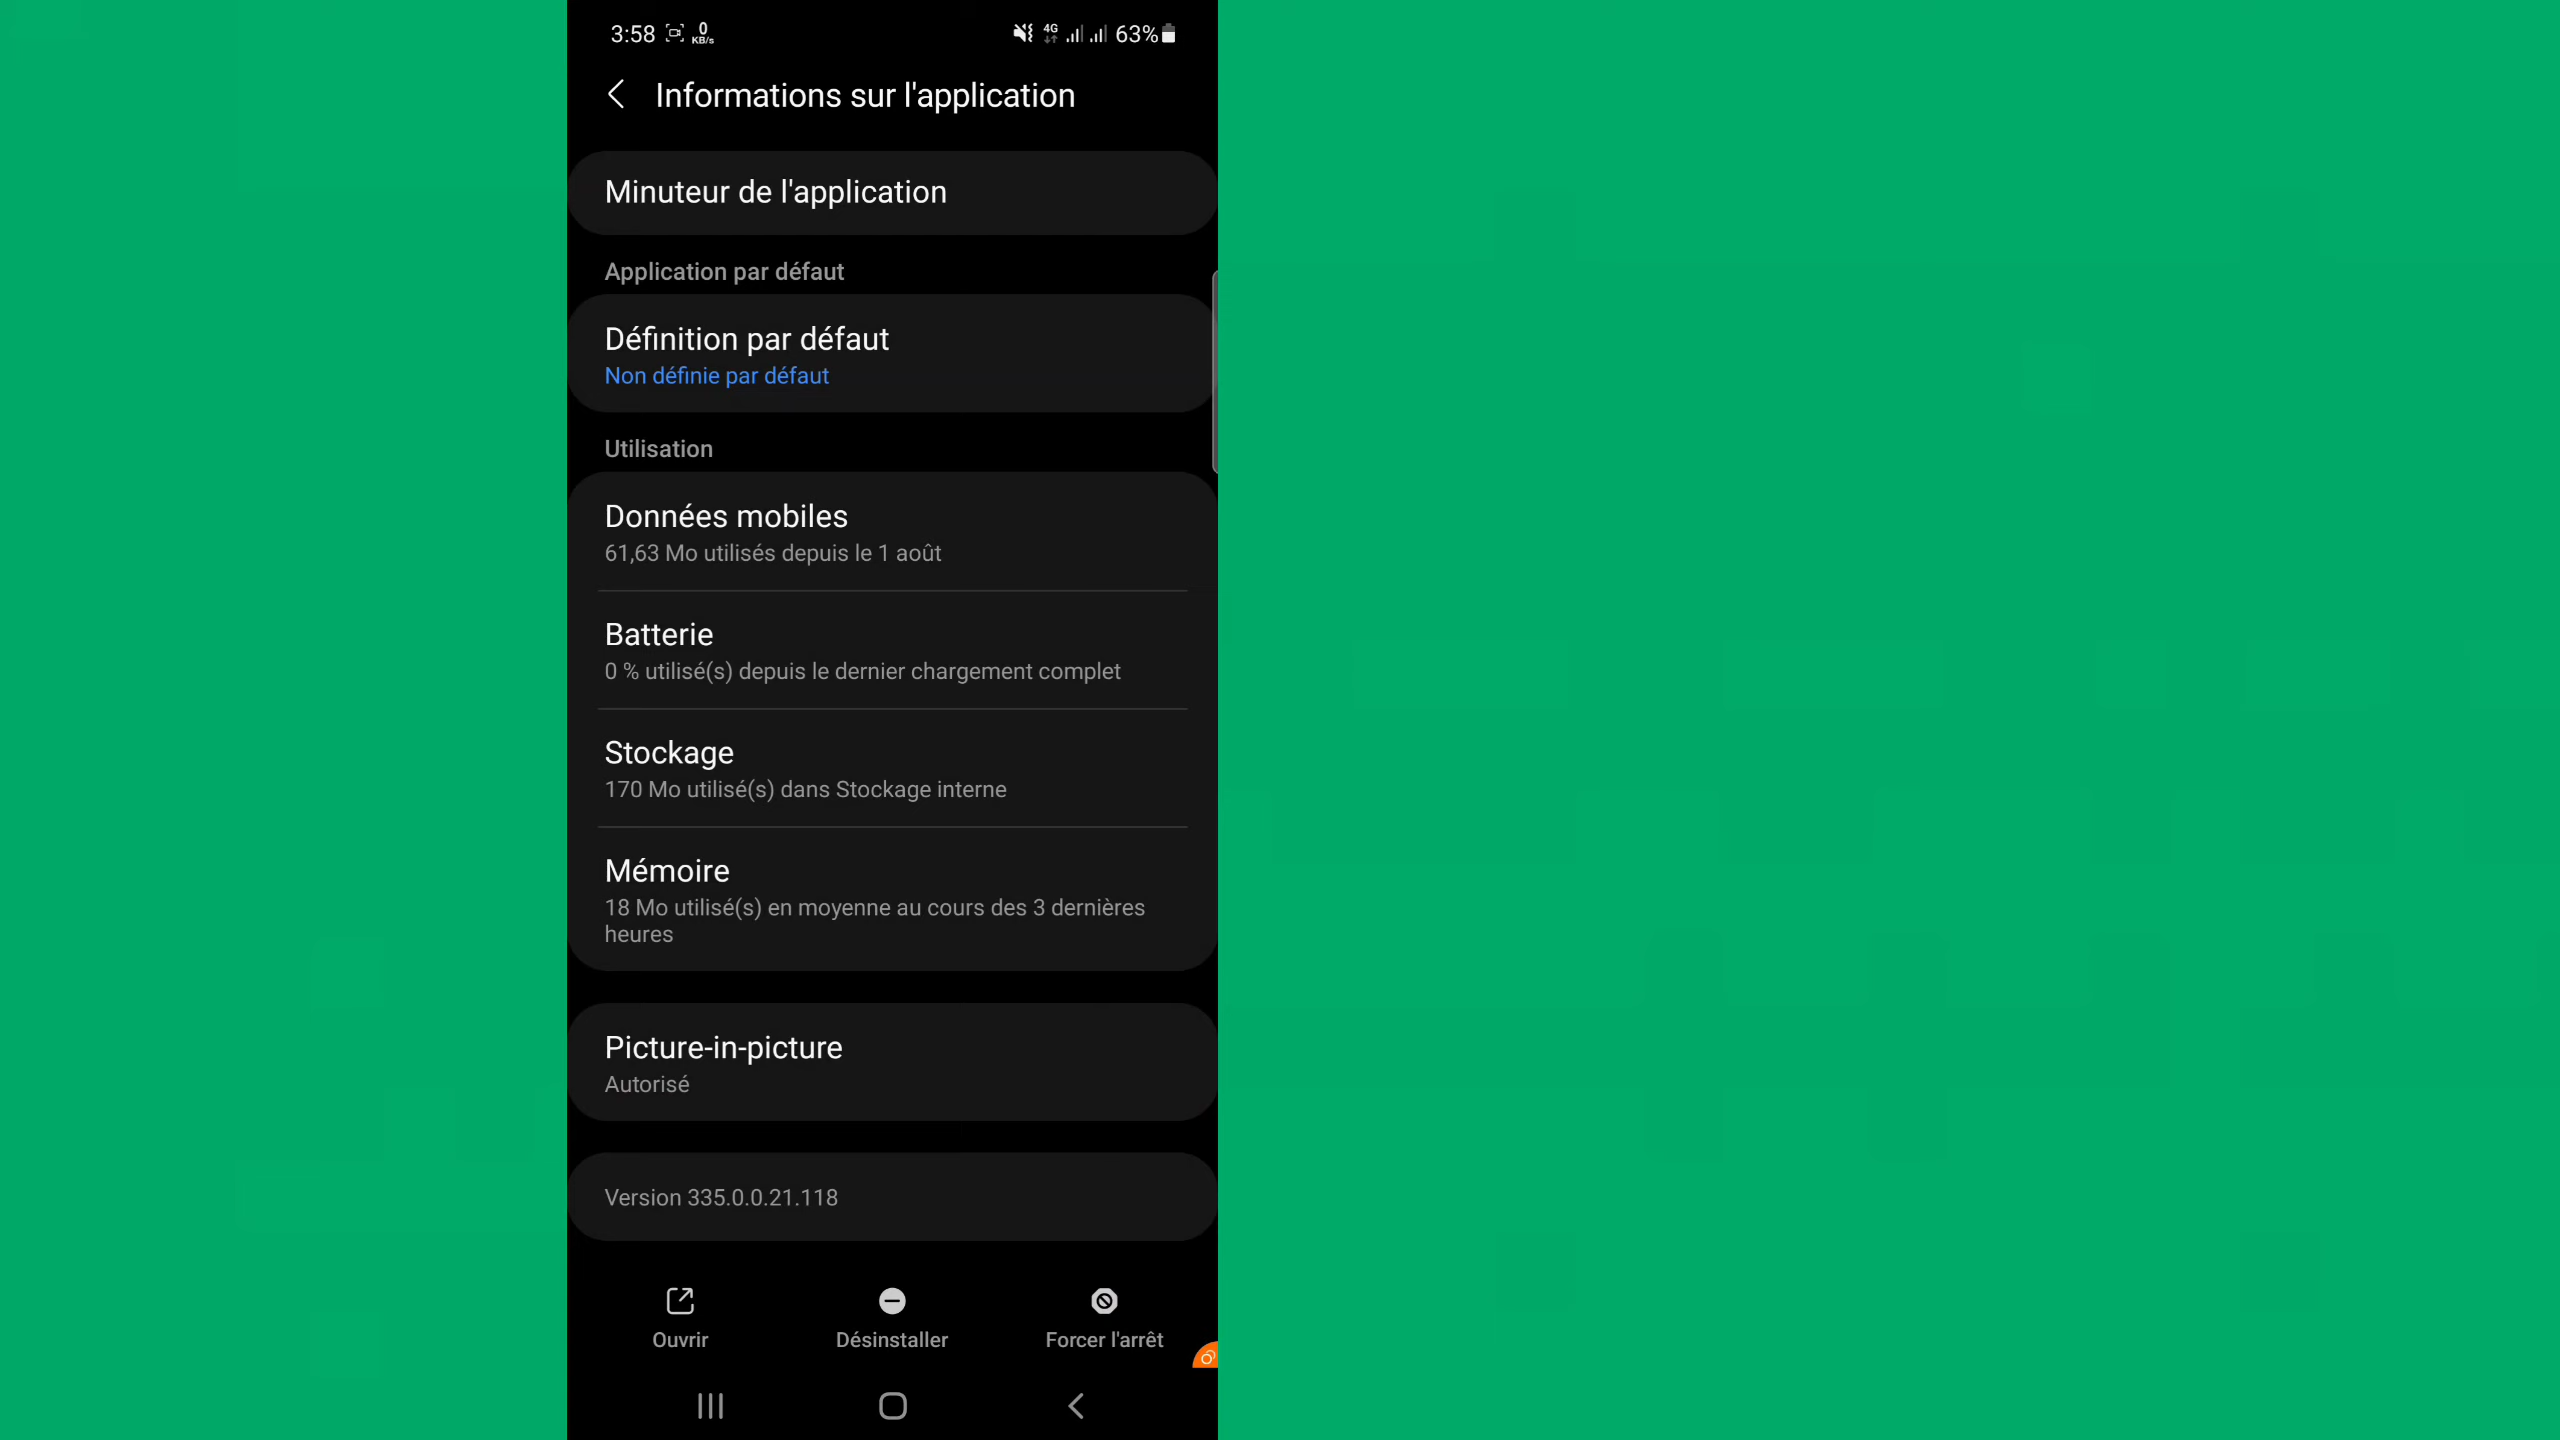 3:58 0 KB/s 4G 63%
Informations sur l'application
Minuteur de l'application
Application par défaut
Définition par défaut
Non définie par défaut
Utilisation
Données mobiles
61,63 Mo utilisés depuis le 1 août
Batterie
0 % utilisé(s) depuis le dernier chargement complet
Stockage
170 Mo utilisé(s) dans Stockage interne
Mémoire
18 Mo utilisé(s) en moyenne au cours des 3 dernières
heures
Picture-in-picture
Autorisé
Version 335.0.0.21.118
Ouvrir Désinstaller Forcer l'arrêt